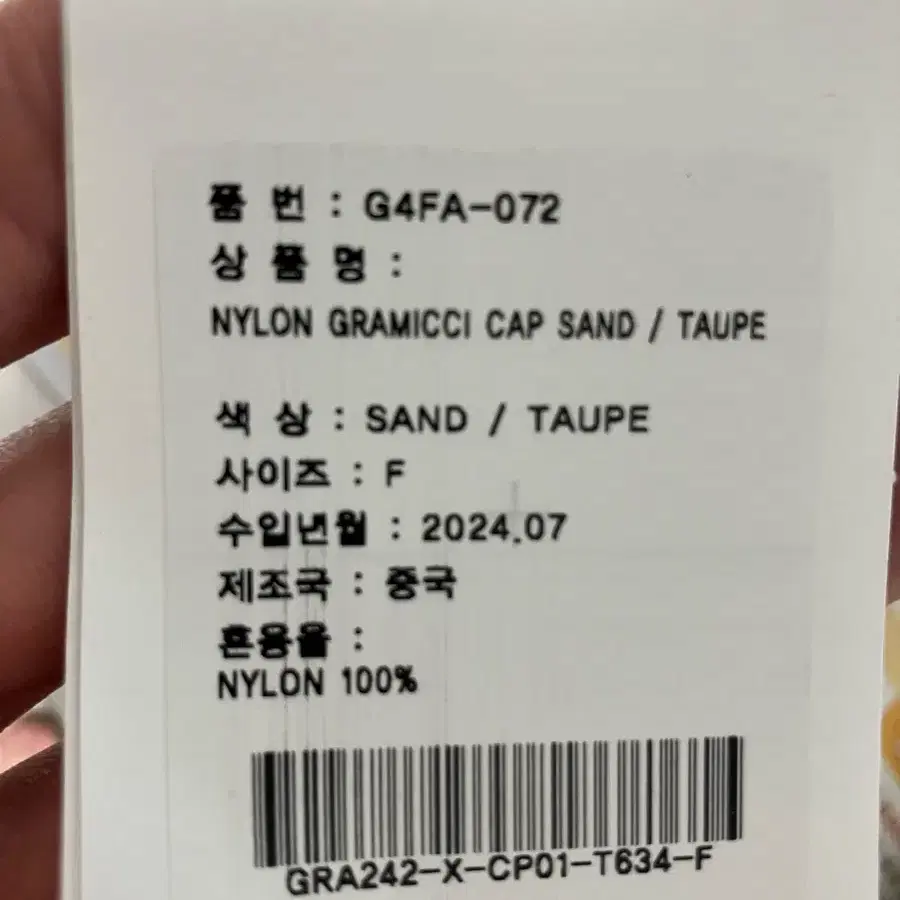 품 번 : G4FA-072
상 품 명 :
NYLON GRAMICCI CAP SAND / TAUPE
색 상 : SAND / TAUPE
사이즈 : F
수입년월 : 2024.07
제조국 : 중국
혼용율 :
NYLON 100%
GRA242-X-CP01-T634-F